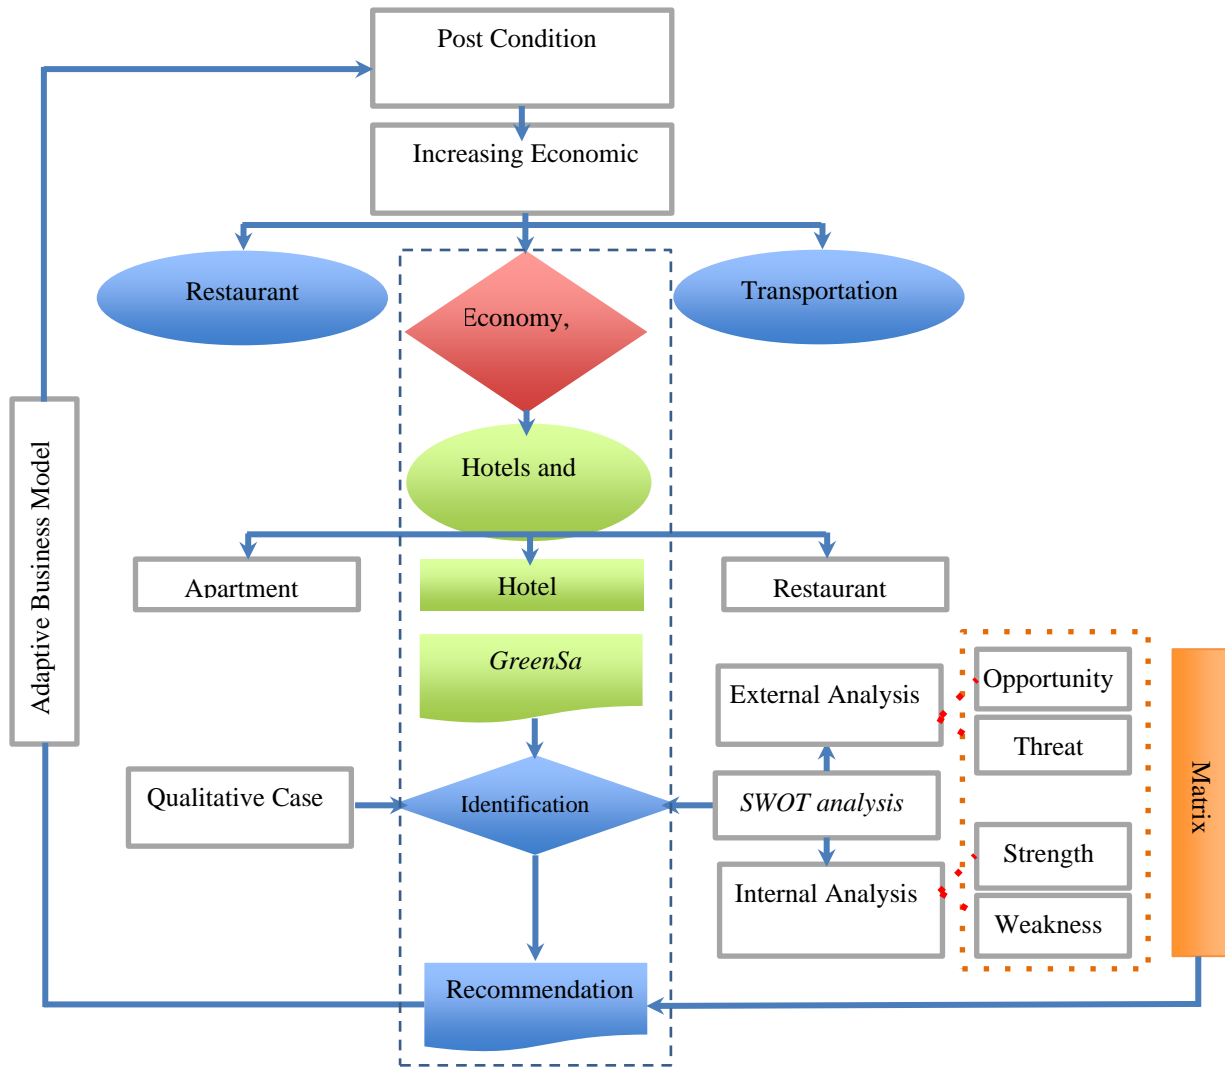 Post Condition
Increasing Economic
Restaurant
Economy,
Transportation
Hotels and
Adaptive Business Model
Apartment
Hotel
Restaurant
GreenSa
External Analysis
Opportunity
Threat
Qualitative Case
Identification
SWOT analysis
Matrix
Internal Analysis
Strength
Weakness
Recommendation